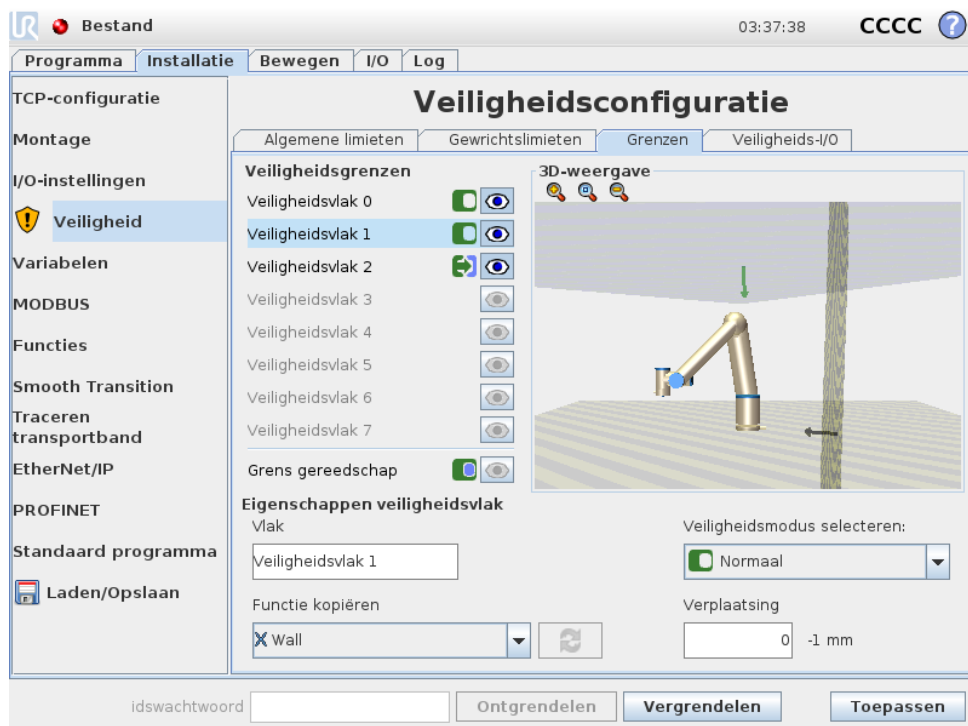 UR Bestand 03:37:38 CCCC ?
Programma Installatie Bewegen I/O Log
TCP-configuratie
Montage
I/O-instellingen
Veiligheid
Variabelen
MODBUS
Functies
Smooth Transition
Traceren
transportband
EtherNet/IP
PROFINET
Standaard programma
Laden/Opslaan
Veiligheidsconfiguratie
Algemene limieten Gewrichtslimieten Grenzen Veiligheids-I/O
Veiligheidsgrenzen
Veiligheidsvlak 0
Veiligheidsvlak 1
Veiligheidsvlak 2
Veiligheidsvlak 3
Veiligheidsvlak 4
Veiligheidsvlak 5
Veiligheidsvlak 6
Veiligheidsvlak 7
Grens gereedschap
3D-weergave
Eigenschappen veiligheidsvlak
Vlak
Veiligheidsvlak 1
Functie kopiëren
Wall
Veiligheidsmodus selecteren:
Normaal
Verplaatsing
0 -1 mm
idswachtwoord Ontgrendelen Vergrendelen Toepassen